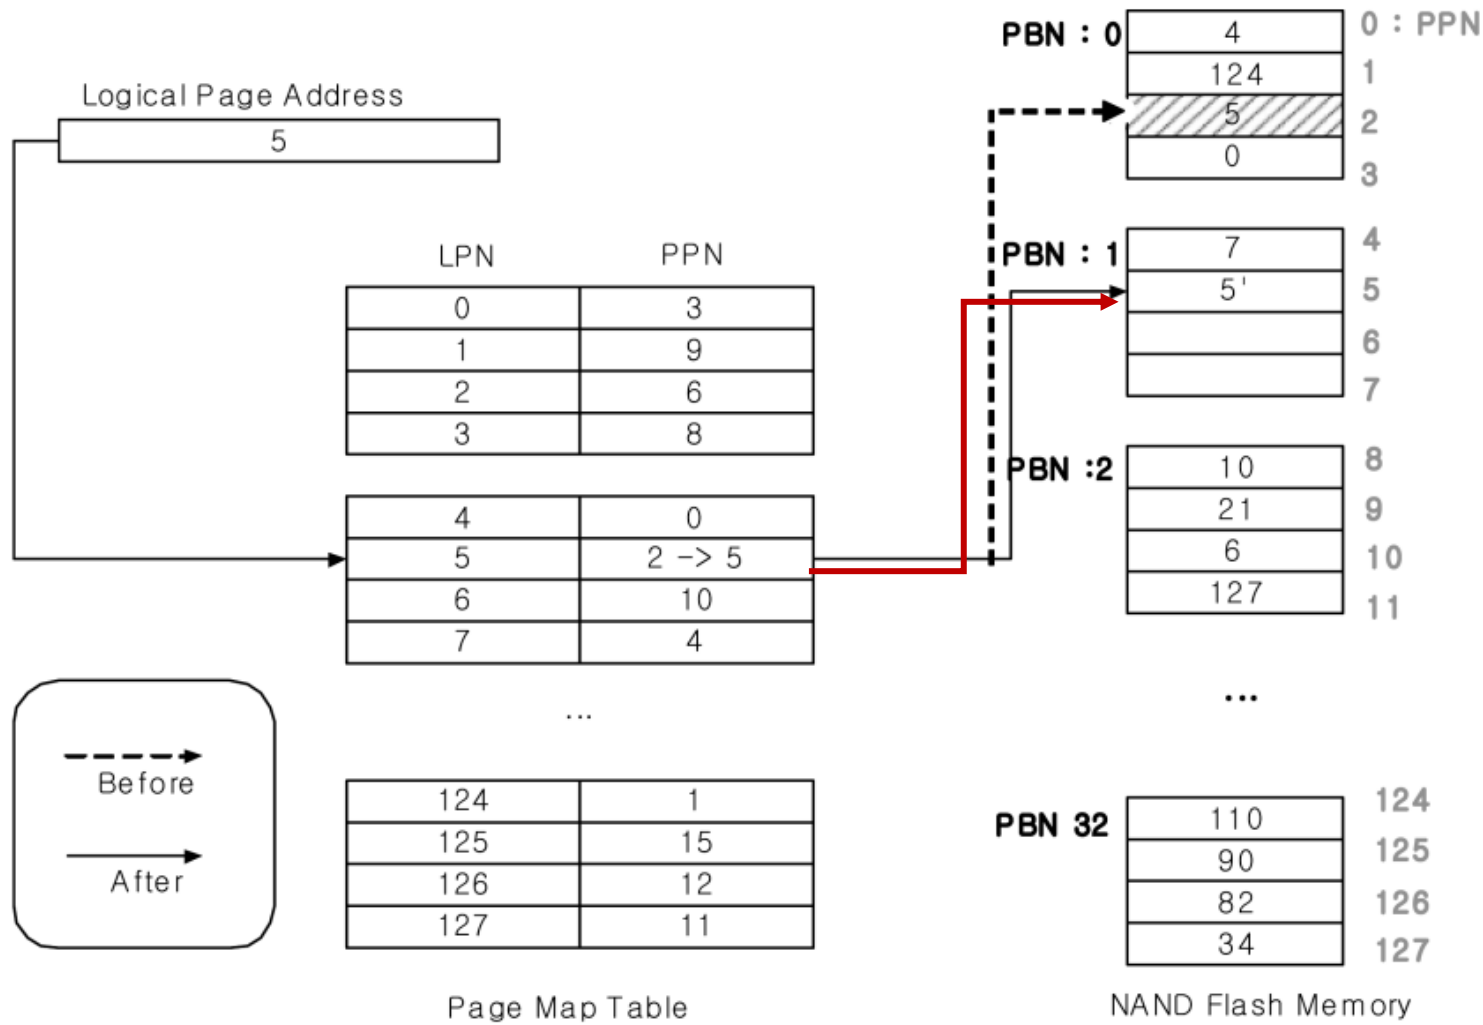 Logical Page Address
5
LPN PPN
0 3
1 9
2 6
3 8
4 0
5 2 -> 5
6 10
7 4
...
124 1
125 15
126 12
127 11
Page Map Table
Before
After
PBN : 0 4 0 : PPN
124 1
5 2
0 3
PBN : 1 7 4
5' 5
6
7
PBN :2 10 8
21 9
6 10
127 11
...
PBN 32 110 124
90 125
82 126
34 127
NAND Flash Memory